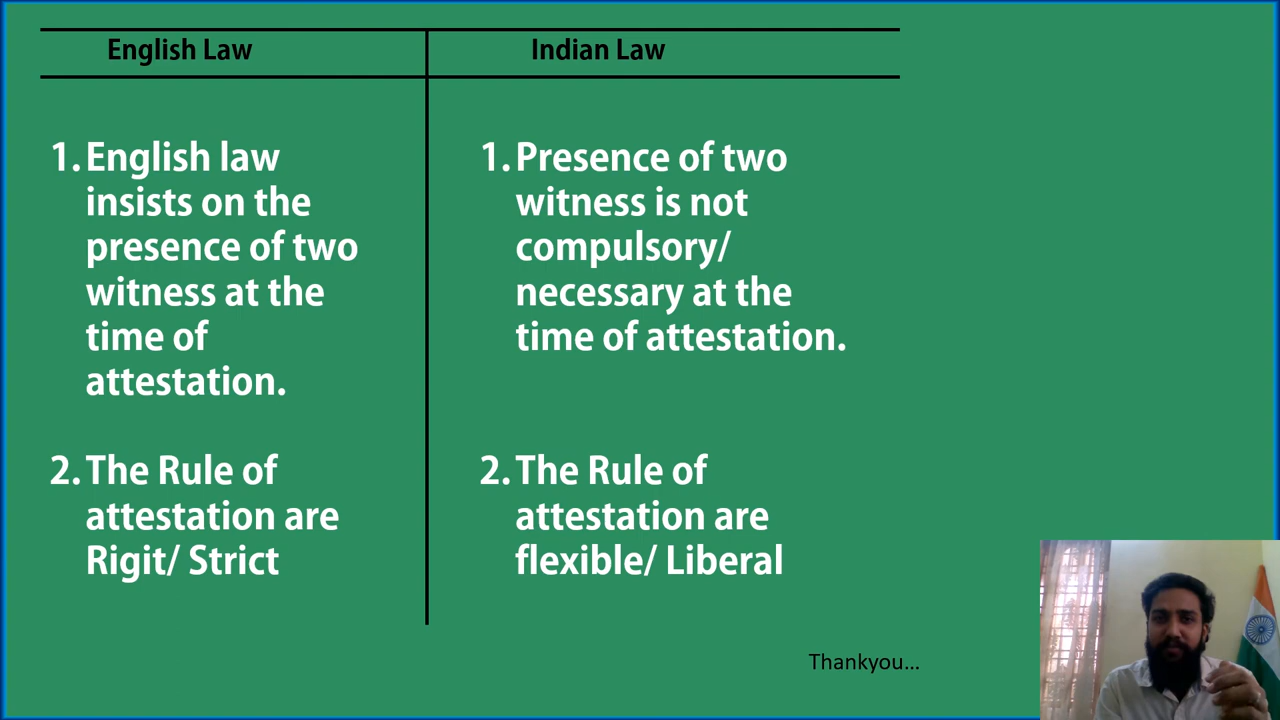 English Law
Indian Law
1. English law
insists on the
presence of two
witness at the
time of
attestation.
2. The Rule of
attestation are
Rigit/ Strict
1. Presence of two
witness is not
compulsory/
necessary at the
time of attestation.
2. The Rule of
attestation are
flexible/ Liberal
Thankyou...